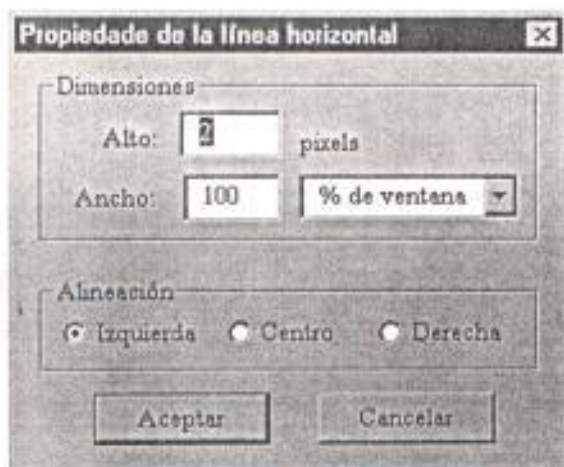 Propiedade de la línea horizontal
Dimensiones
Alto: 2 pixels
Ancho: 100 % de ventana
Alineación
Izquierda Centro Derecha
Aceptar Cancelar